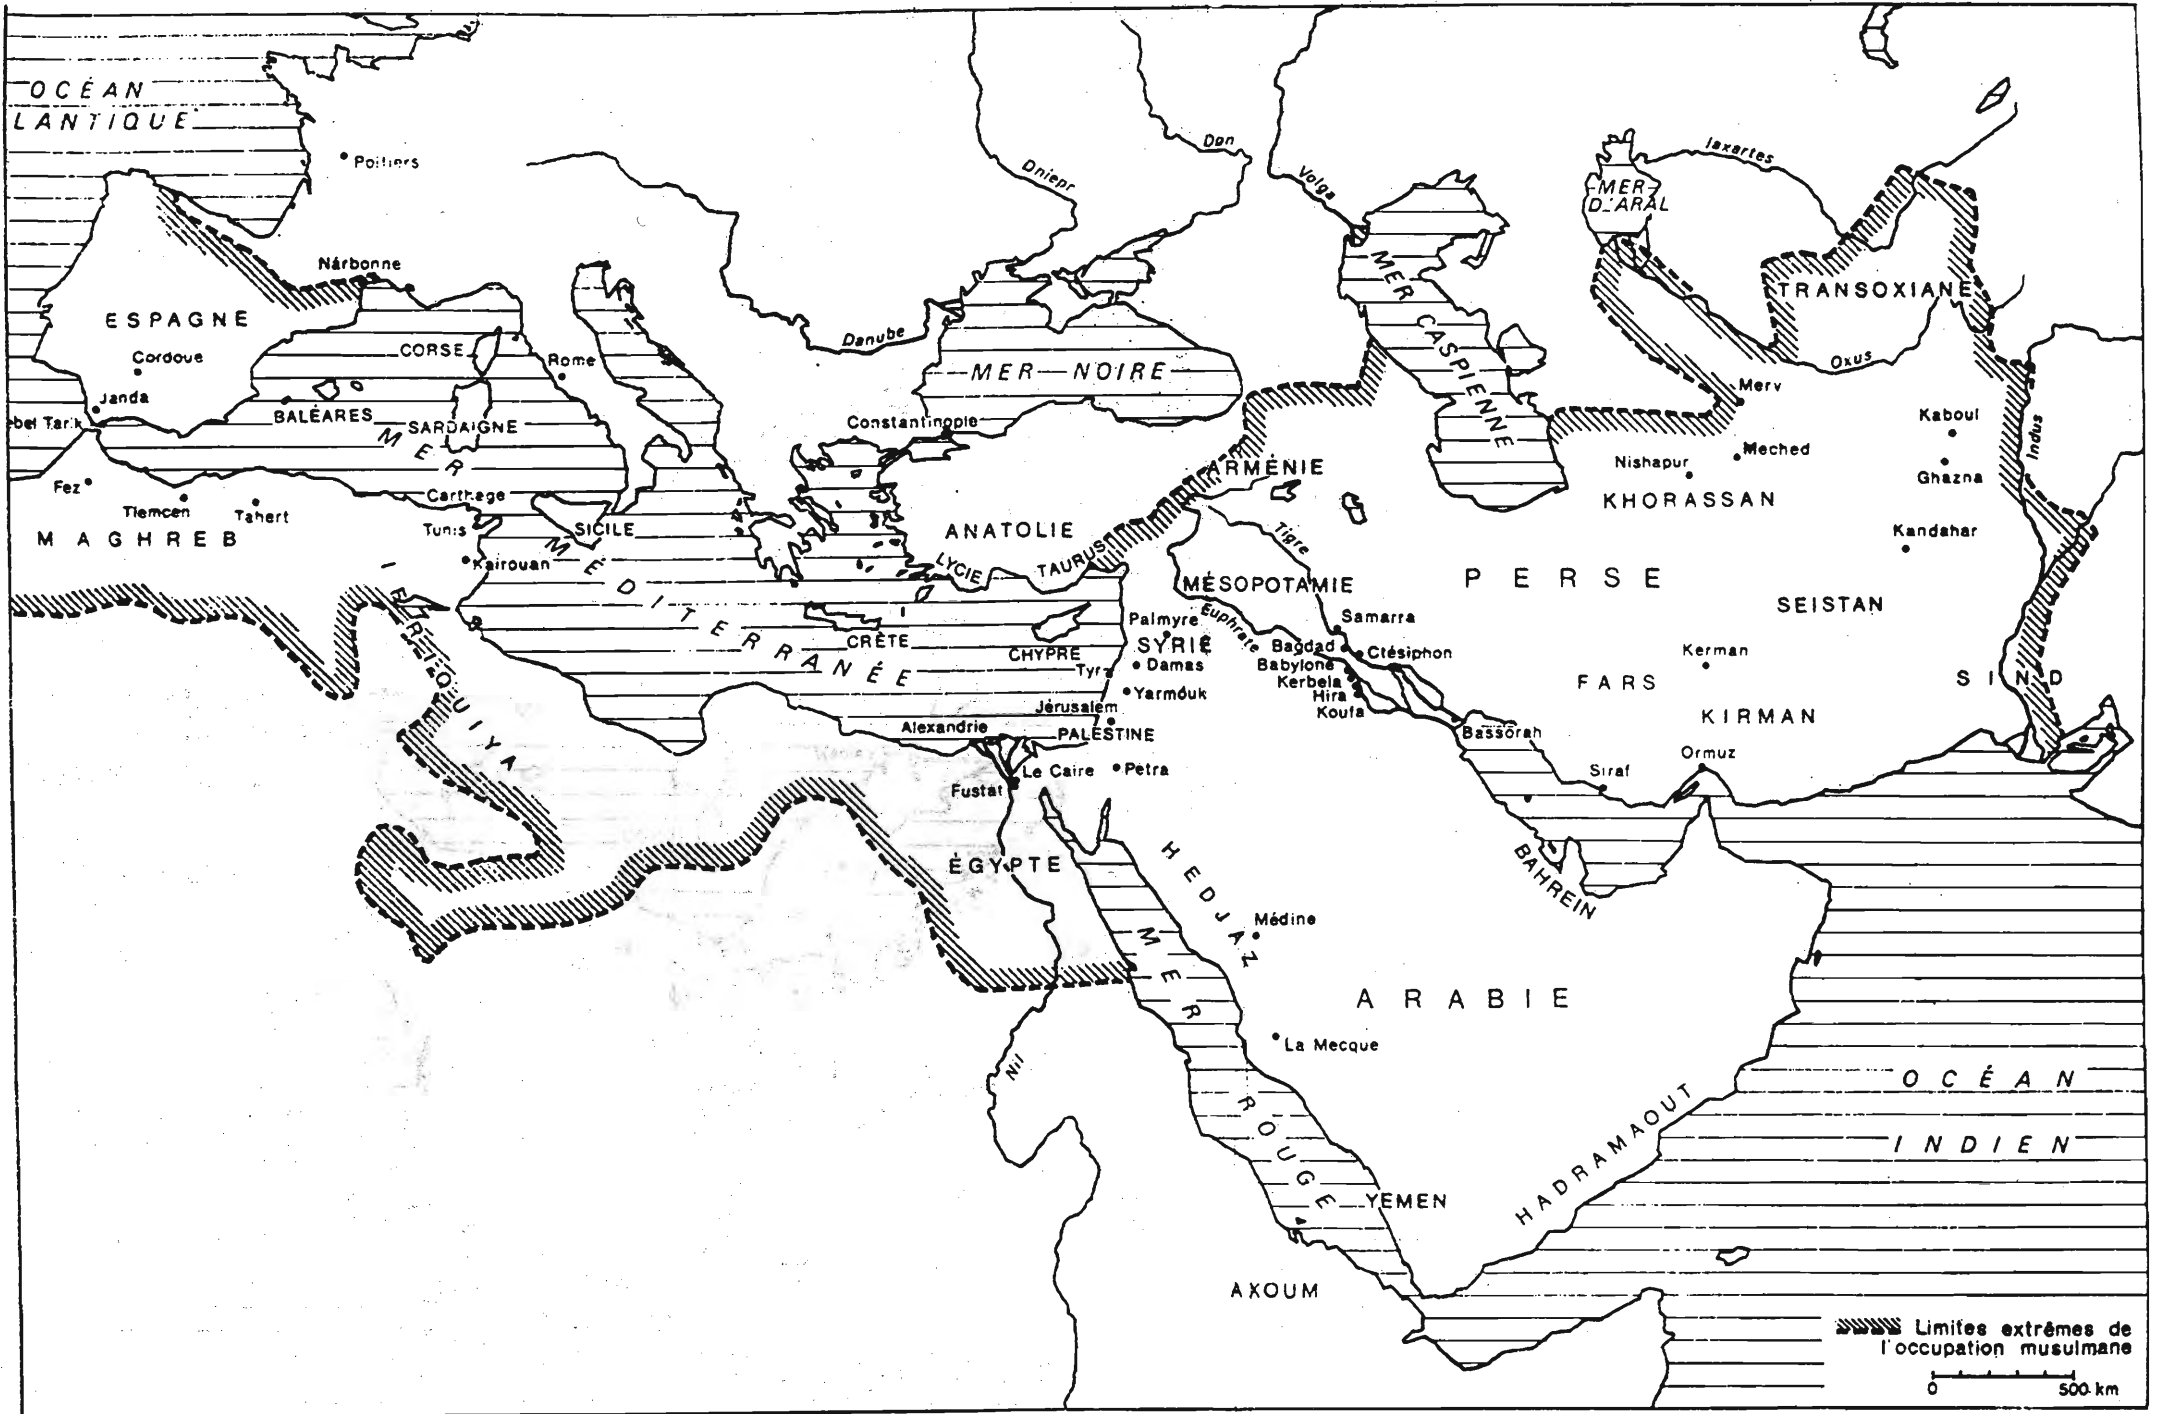 OCÉAN
LANTIQUE
Poitiers
Don
Dniepr
Volga
Iaxartes
MER
D'ARAL
Narbonne
ESPAGNE
Cordoue
Janda
ebel Tarik
CORSE
Rome
BALÉARES
SARDAIGNE
Danube
MER NOIRE
Constantinople
MER CASPIENNE
TRANSOXIANE
Oxus
Merv
Meched
Nishapur
KHORASSAN
Kaboul
Ghazna
Indus
Kandahar
ARMÉNIE
Fez
Tlemcen
Tahert
MAGHREB
Carthage
Tunis
Kairouan
SICILE
MER
MÉDITERRANÉE
ANATOLIE
LYCIE
TAURUS
Tigre
MÉSOPOTAMIE
PERSE
SEISTAN
Palmyre
Euphrate
SYRIE
Samarra
Bagdad
Ctésiphon
Babylone
Kerbela
Hira
Koufa
CRÈTE
CHYPRE
Tyr
Damas
Yarmouk
Jérusalem
Alexandrie
PALESTINE
Le Caire
Petra
Fustat
IFRIQUIYA
Kerman
FARS
KIRMAN
SIND
Bassorah
Siraf
Ormuz
ÉGYPTE
HEDJAZ
BAHREIN
Médine
MER ROUGE
ARABIE
La Mecque
Nil
OCÉAN
INDIEN
HADRAMAOUT
YEMEN
AXOUM
Limites extrêmes de
l'occupation musulmane
0 500 km